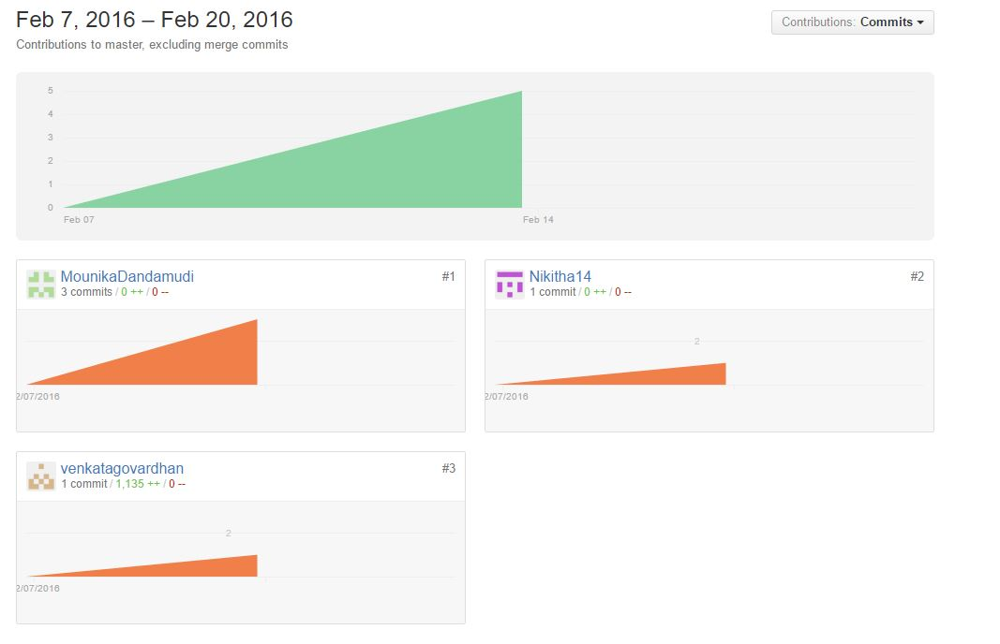 Feb 7, 2016 – Feb 20, 2016
Contributions: Commits
Contributions to master, excluding merge commits
5
4
3
2
1
0
Feb 07
Feb 14
MounikaDandamudi
#1
3 commits / 0 ++ / 0 --
2/07/2016
Nikitha14
#2
1 commit / 0 ++ / 0 --
2
2/07/2016
venkatagovardhan
#3
1 commit / 1,135 ++ / 0 --
2
2/07/2016